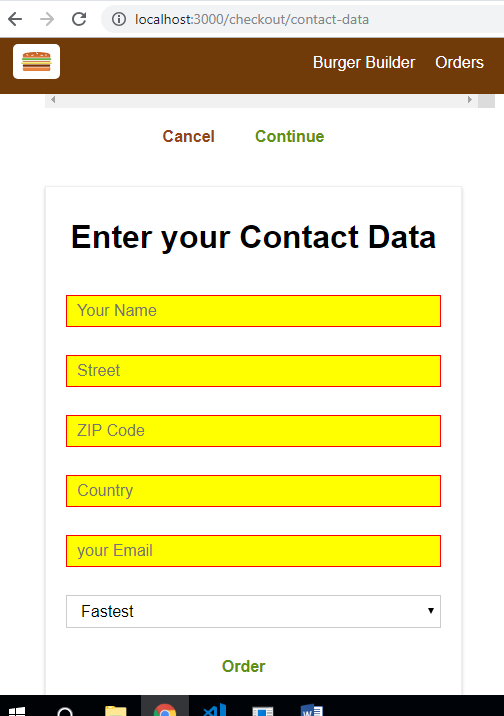 localhost:3000/checkout/contact-data
Burger Builder Orders
Cancel Continue
Enter your Contact Data
Your Name
Street
ZIP Code
Country
your Email
Fastest
Order